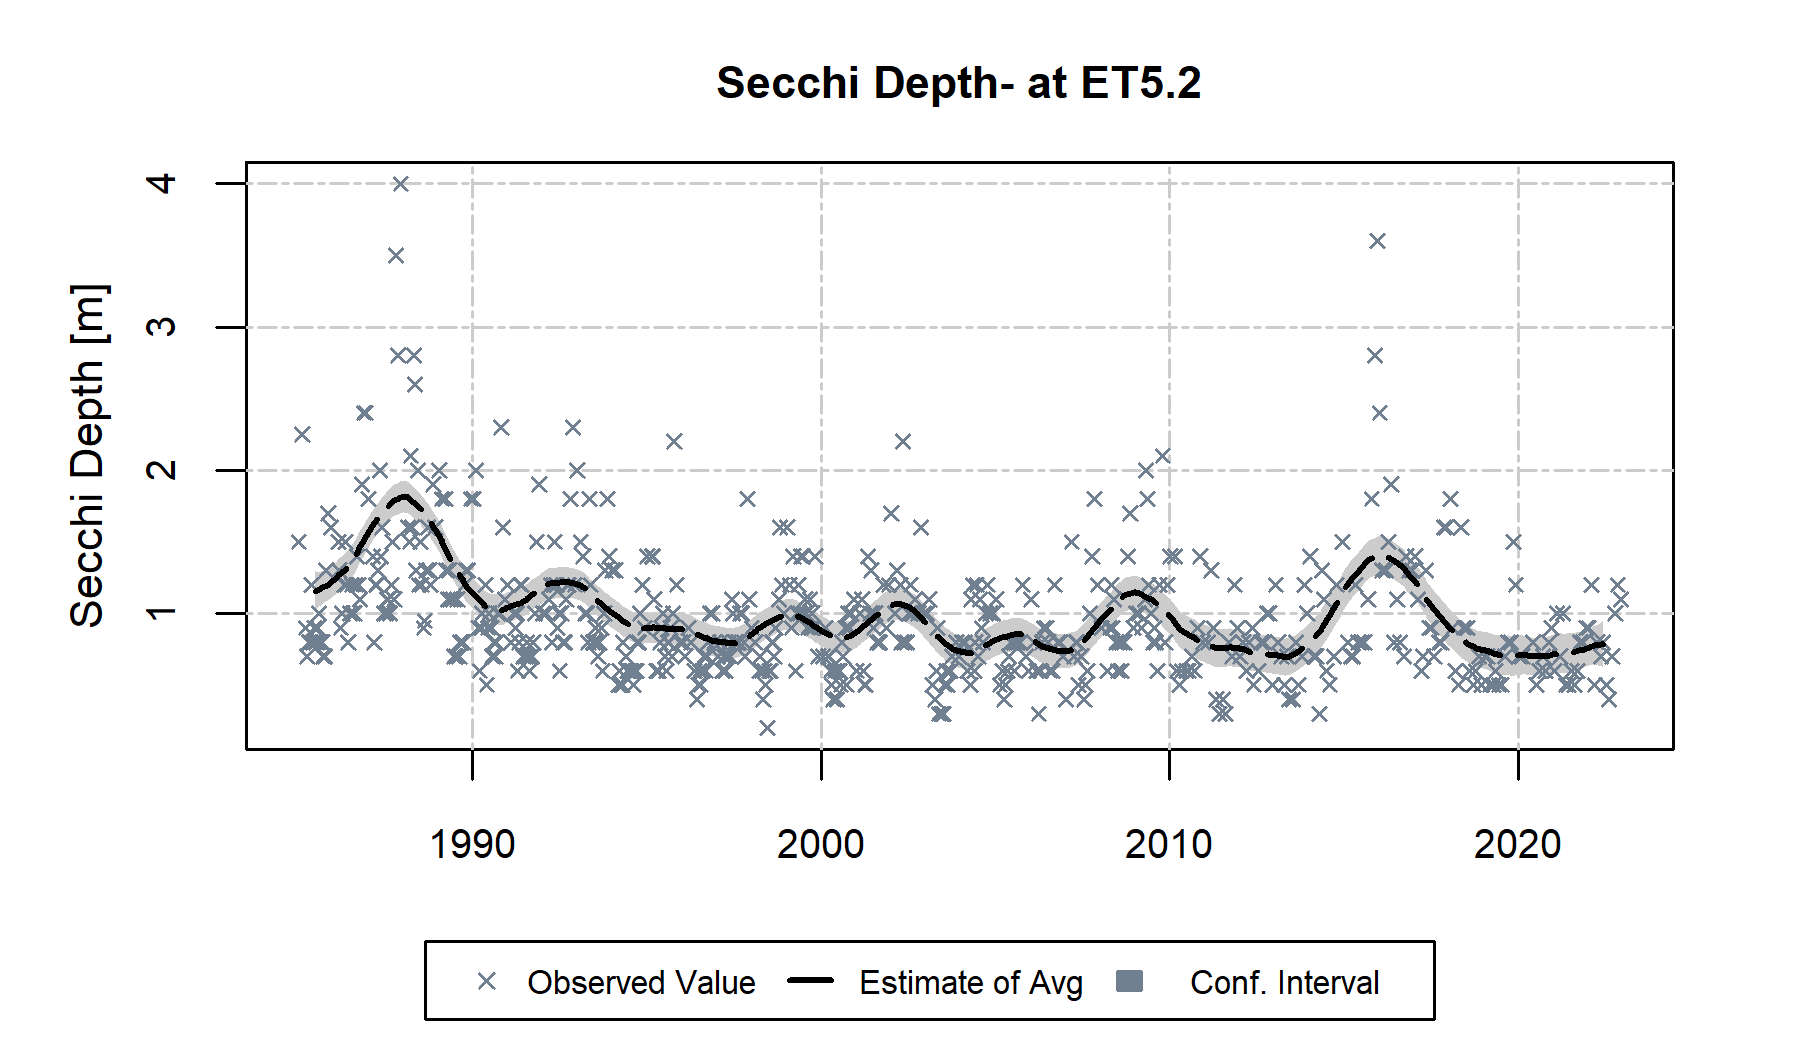 Secchi Depth- at ET5.2
Secchi Depth [m]
4
3
2
1
1990 2000 2010 2020
Observed Value Estimate of Avg Conf. Interval